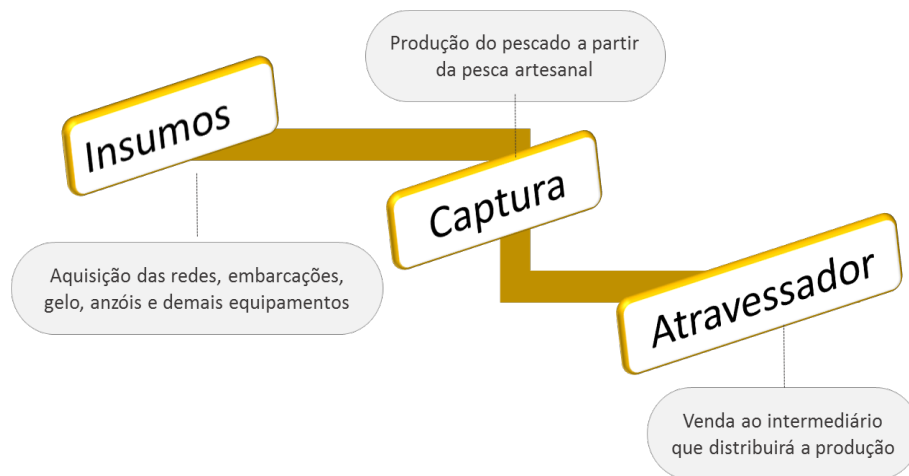 Produção do pescado a partir
da pesca artesanal
Insumos
Captura
Aquisição das redes, embarcações,
gelo, anzóis e demais equipamentos
Atravessador
Venda ao intermediário
que distribuirá a produção